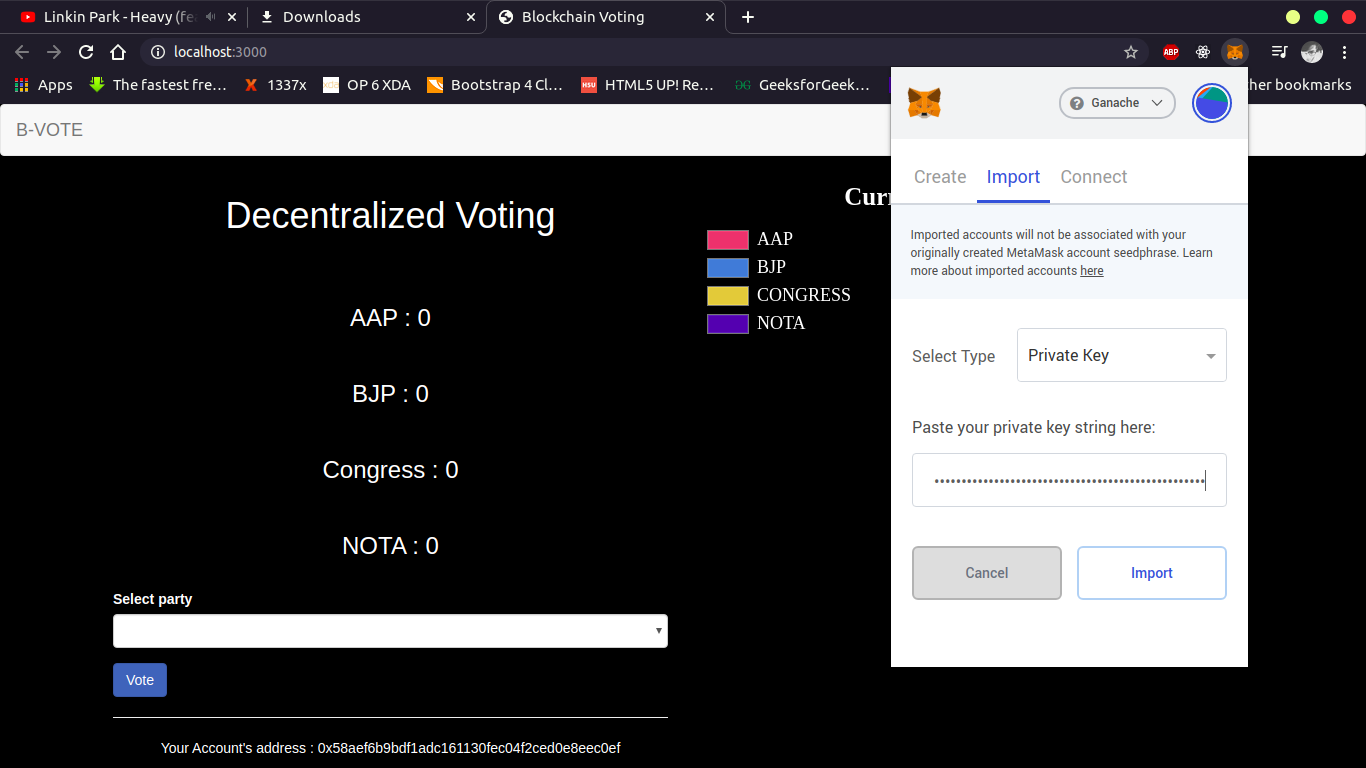 Linkin Park - Heavy (fe
Downloads
Blockchain Voting
localhost:3000
ABP
Apps
The fastest fre...
1337x
xda
OP 6 XDA
Bootstrap 4 Cl...
HSU
HTML5 UP! Re...
GeeksforGeek...
her bookmarks
B-VOTE
Decentralized Voting
AAP : 0
BJP : 0
Congress : 0
NOTA : 0
Select party
Vote
Your Account's address : 0x58aef6b9bdf1adc161130fec04f2ced0e8eec0ef
Curr
AAP
BJP
CONGRESS
NOTA
Ganache
Create Import Connect
Imported accounts will not be associated with your
originally created MetaMask account seedphrase. Learn
more about imported accounts here
Select Type
Private Key
Paste your private key string here:
Cancel
Import